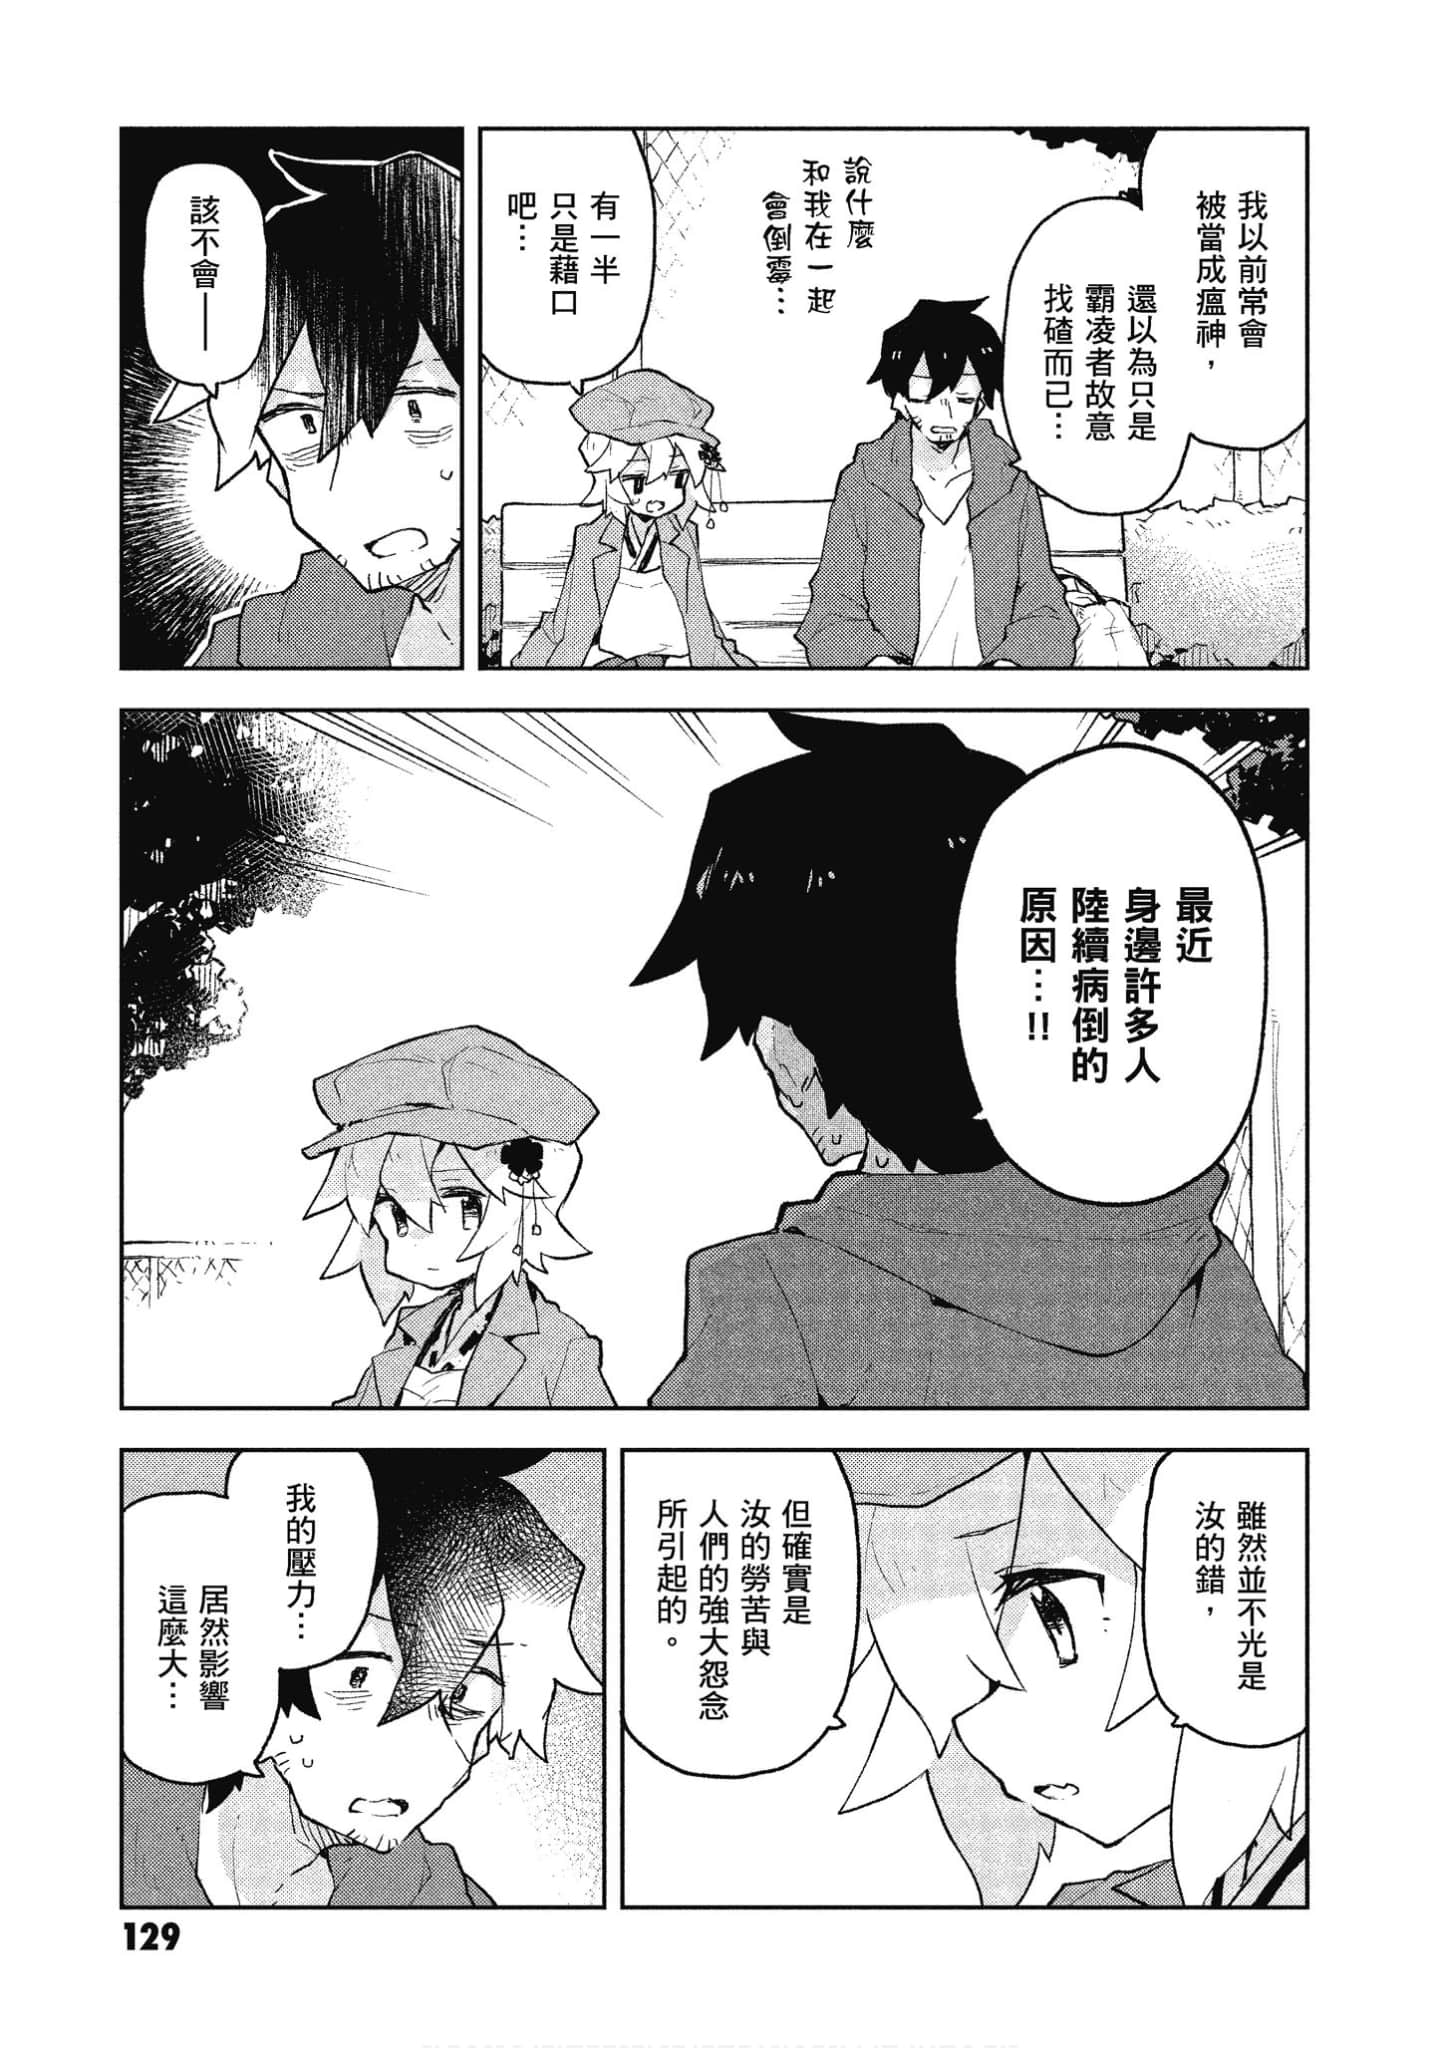 我以前常會
被當成瘟神，
還以為只是
霸凌者故意
找碴而已…
說什麼
和我在一起
會倒霉…
有一半
只是藉口
吧…
該不會——
最近
身邊許多人
陸續病倒的
原因…!!
雖然並不光是
汝的錯，
但確實是
汝的勞苦與
人們的強大怨念
所引起的。
我的壓力…
居然影響
這麼大…
129